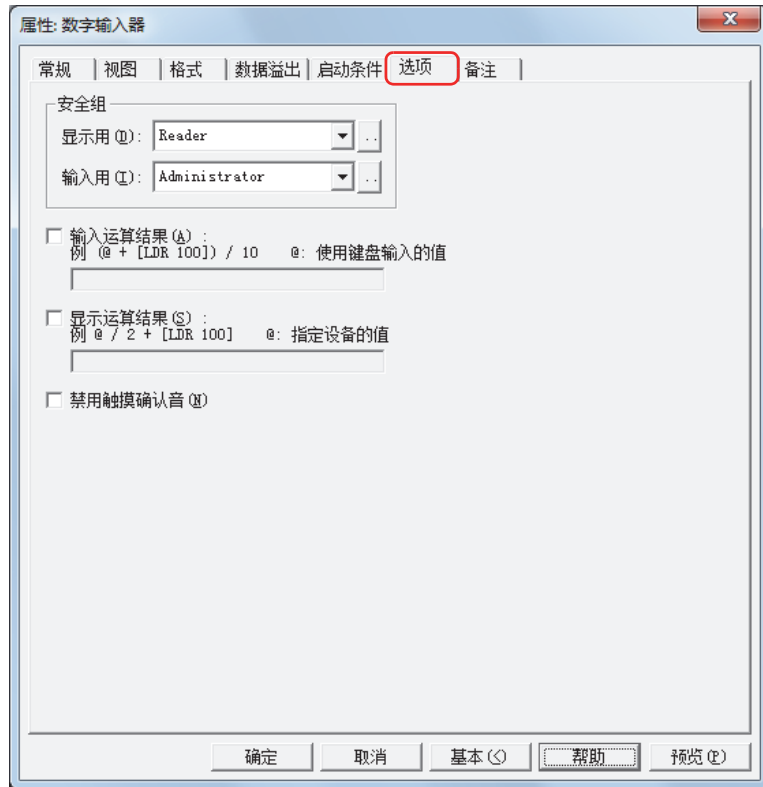 属性: 数字输入器
常规 视图 格式 数据溢出 启动条件 选项 备注
安全组
显示用(D): Reader ..
输入用(I): Administrator ..
输入运算结果(A) :
例 (@ + [LDR 100]) / 10 @: 使用键盘输入的值
显示运算结果(S) :
例 @ / 2 + [LDR 100] @: 指定设备的值
禁用触摸确认音(N)
确定 取消 基本(<) 帮助 预览(P)